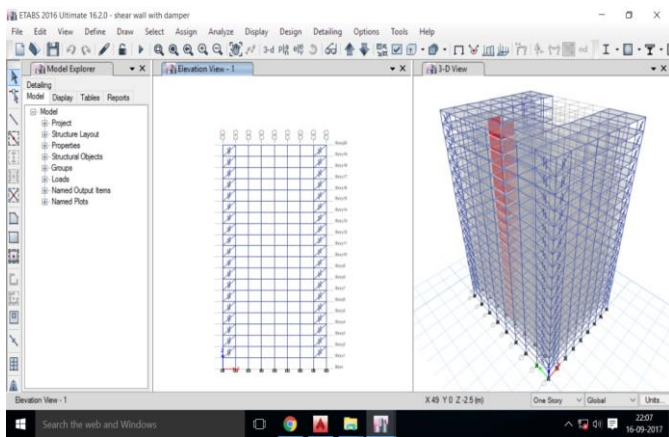 ETABS 2016 Ultimate 16.2.0 - shear wall with damper
File Edit View Define Draw Select Assign Analyze Display Design Detailing Options Tools Help
3-d
Model Explorer
Elevation View - 1
3-D View
Detailing
Model Display Tables Reports
Model
Project
Structure Layout
Properties
Structural Objects
Groups
Loads
Named Output Items
Named Plots
Elevation View - 1
X 49 Y 0 Z -2.5 (m)
One Story
Global
Units...
Search the web and Windows
22:07
16-09-2017